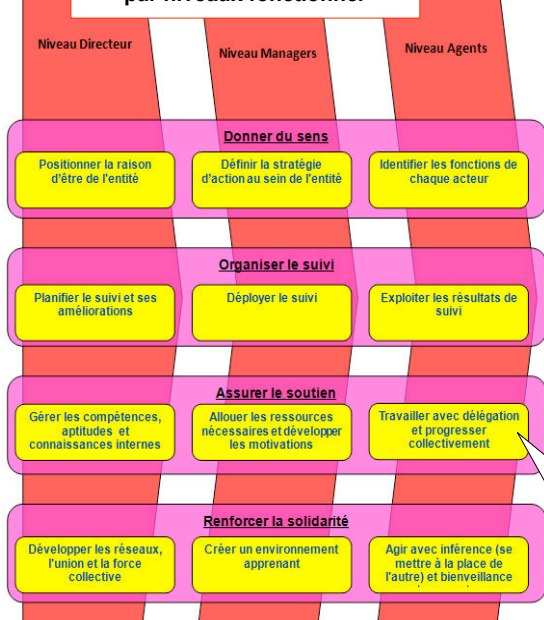 par niveaux fonctionnel
Niveau Directeur
Niveau Managers
Niveau Agents
Donner du sens
Positionner la raison
d'être de l'entité
Définir la stratégie
d'action au sein de l'entité
Identifier les fonctions de
chaque acteur
Organiser le suivi
Planifier le suivi et ses
améliorations
Déployer le suivi
Exploiter les résultats de
suivi
Assurer le soutien
Gérer les compétences,
aptitudes et
connaissances internes
Allouer les ressources
nécessaires et développer
les motivations
Travailler avec délégation
et progresser
collectivement
Renforcer la solidarité
Développer les réseaux,
l'union et la force
collective
Créer un environnement
apprenant
Agir avec inférence (se
mettre à la place de
l'autre) et bienveillance